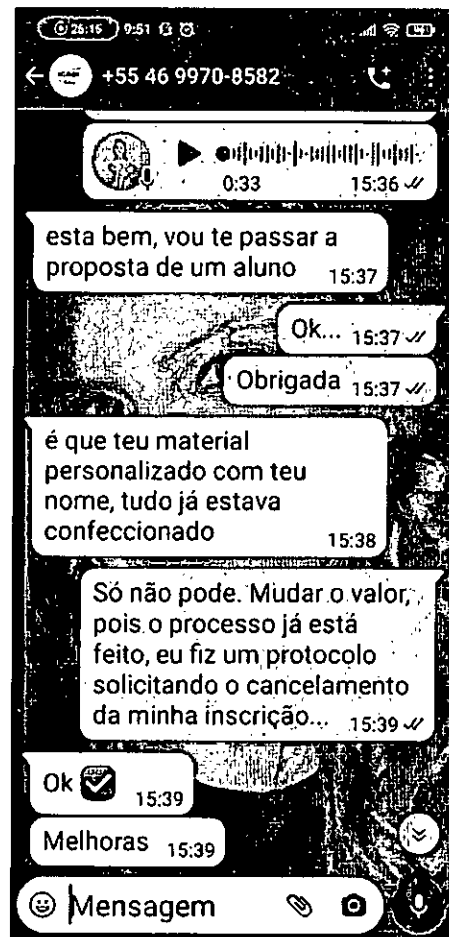 26:15 9:51
+55 46 9970-8582
0:33 15:36
esta bem, vou te passar a
proposta de um aluno 15:37
Ok... 15:37
Obrigada 15:37
é que teu material
personalizado com teu
nome, tudo já estava
confeccionado 15:38
Só não pode. Mudar o valor,
pois o processo já está
feito, eu fiz um protocolo
solicitando o cancelamento
da minha inscrição... 15:39
Ok 15:39
Melhoras 15:39
Mensagem